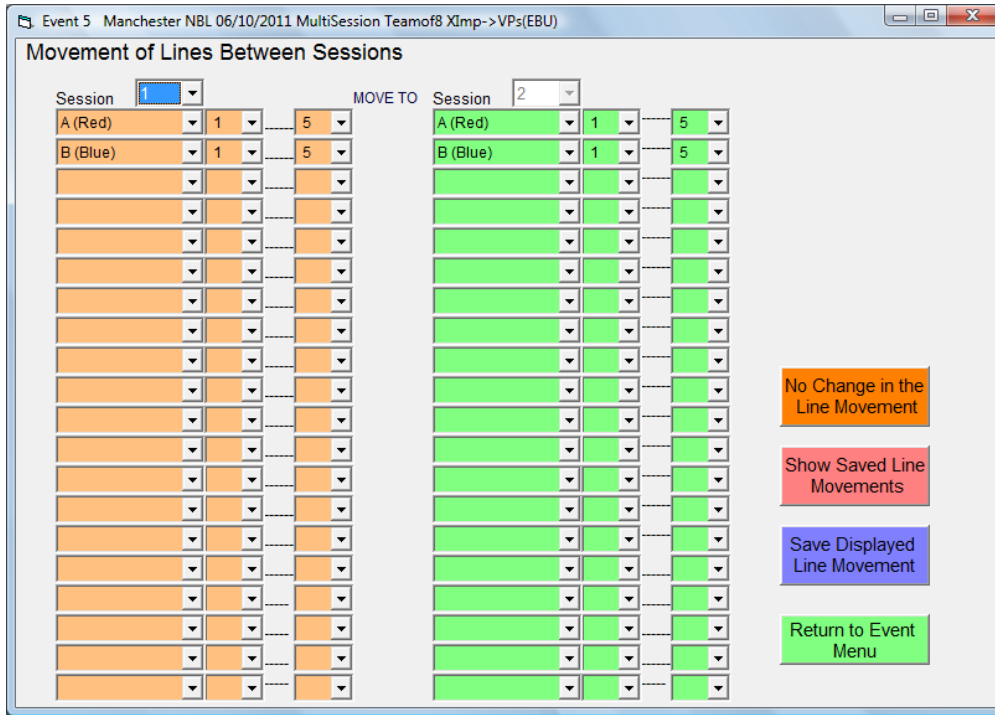 Event 5 Manchester NBL 06/10/2011 MultiSession Teamof8 XImp->VPs(EBU)
Movement of Lines Between Sessions
Session 1 MOVE TO Session 2
A (Red) 1 ----- 5 A (Red) 1 ----- 5
B (Blue) 1 ----- 5 B (Blue) 1 ----- 5
No Change in the
Line Movement
Show Saved Line
Movements
Save Displayed
Line Movement
Return to Event
Menu